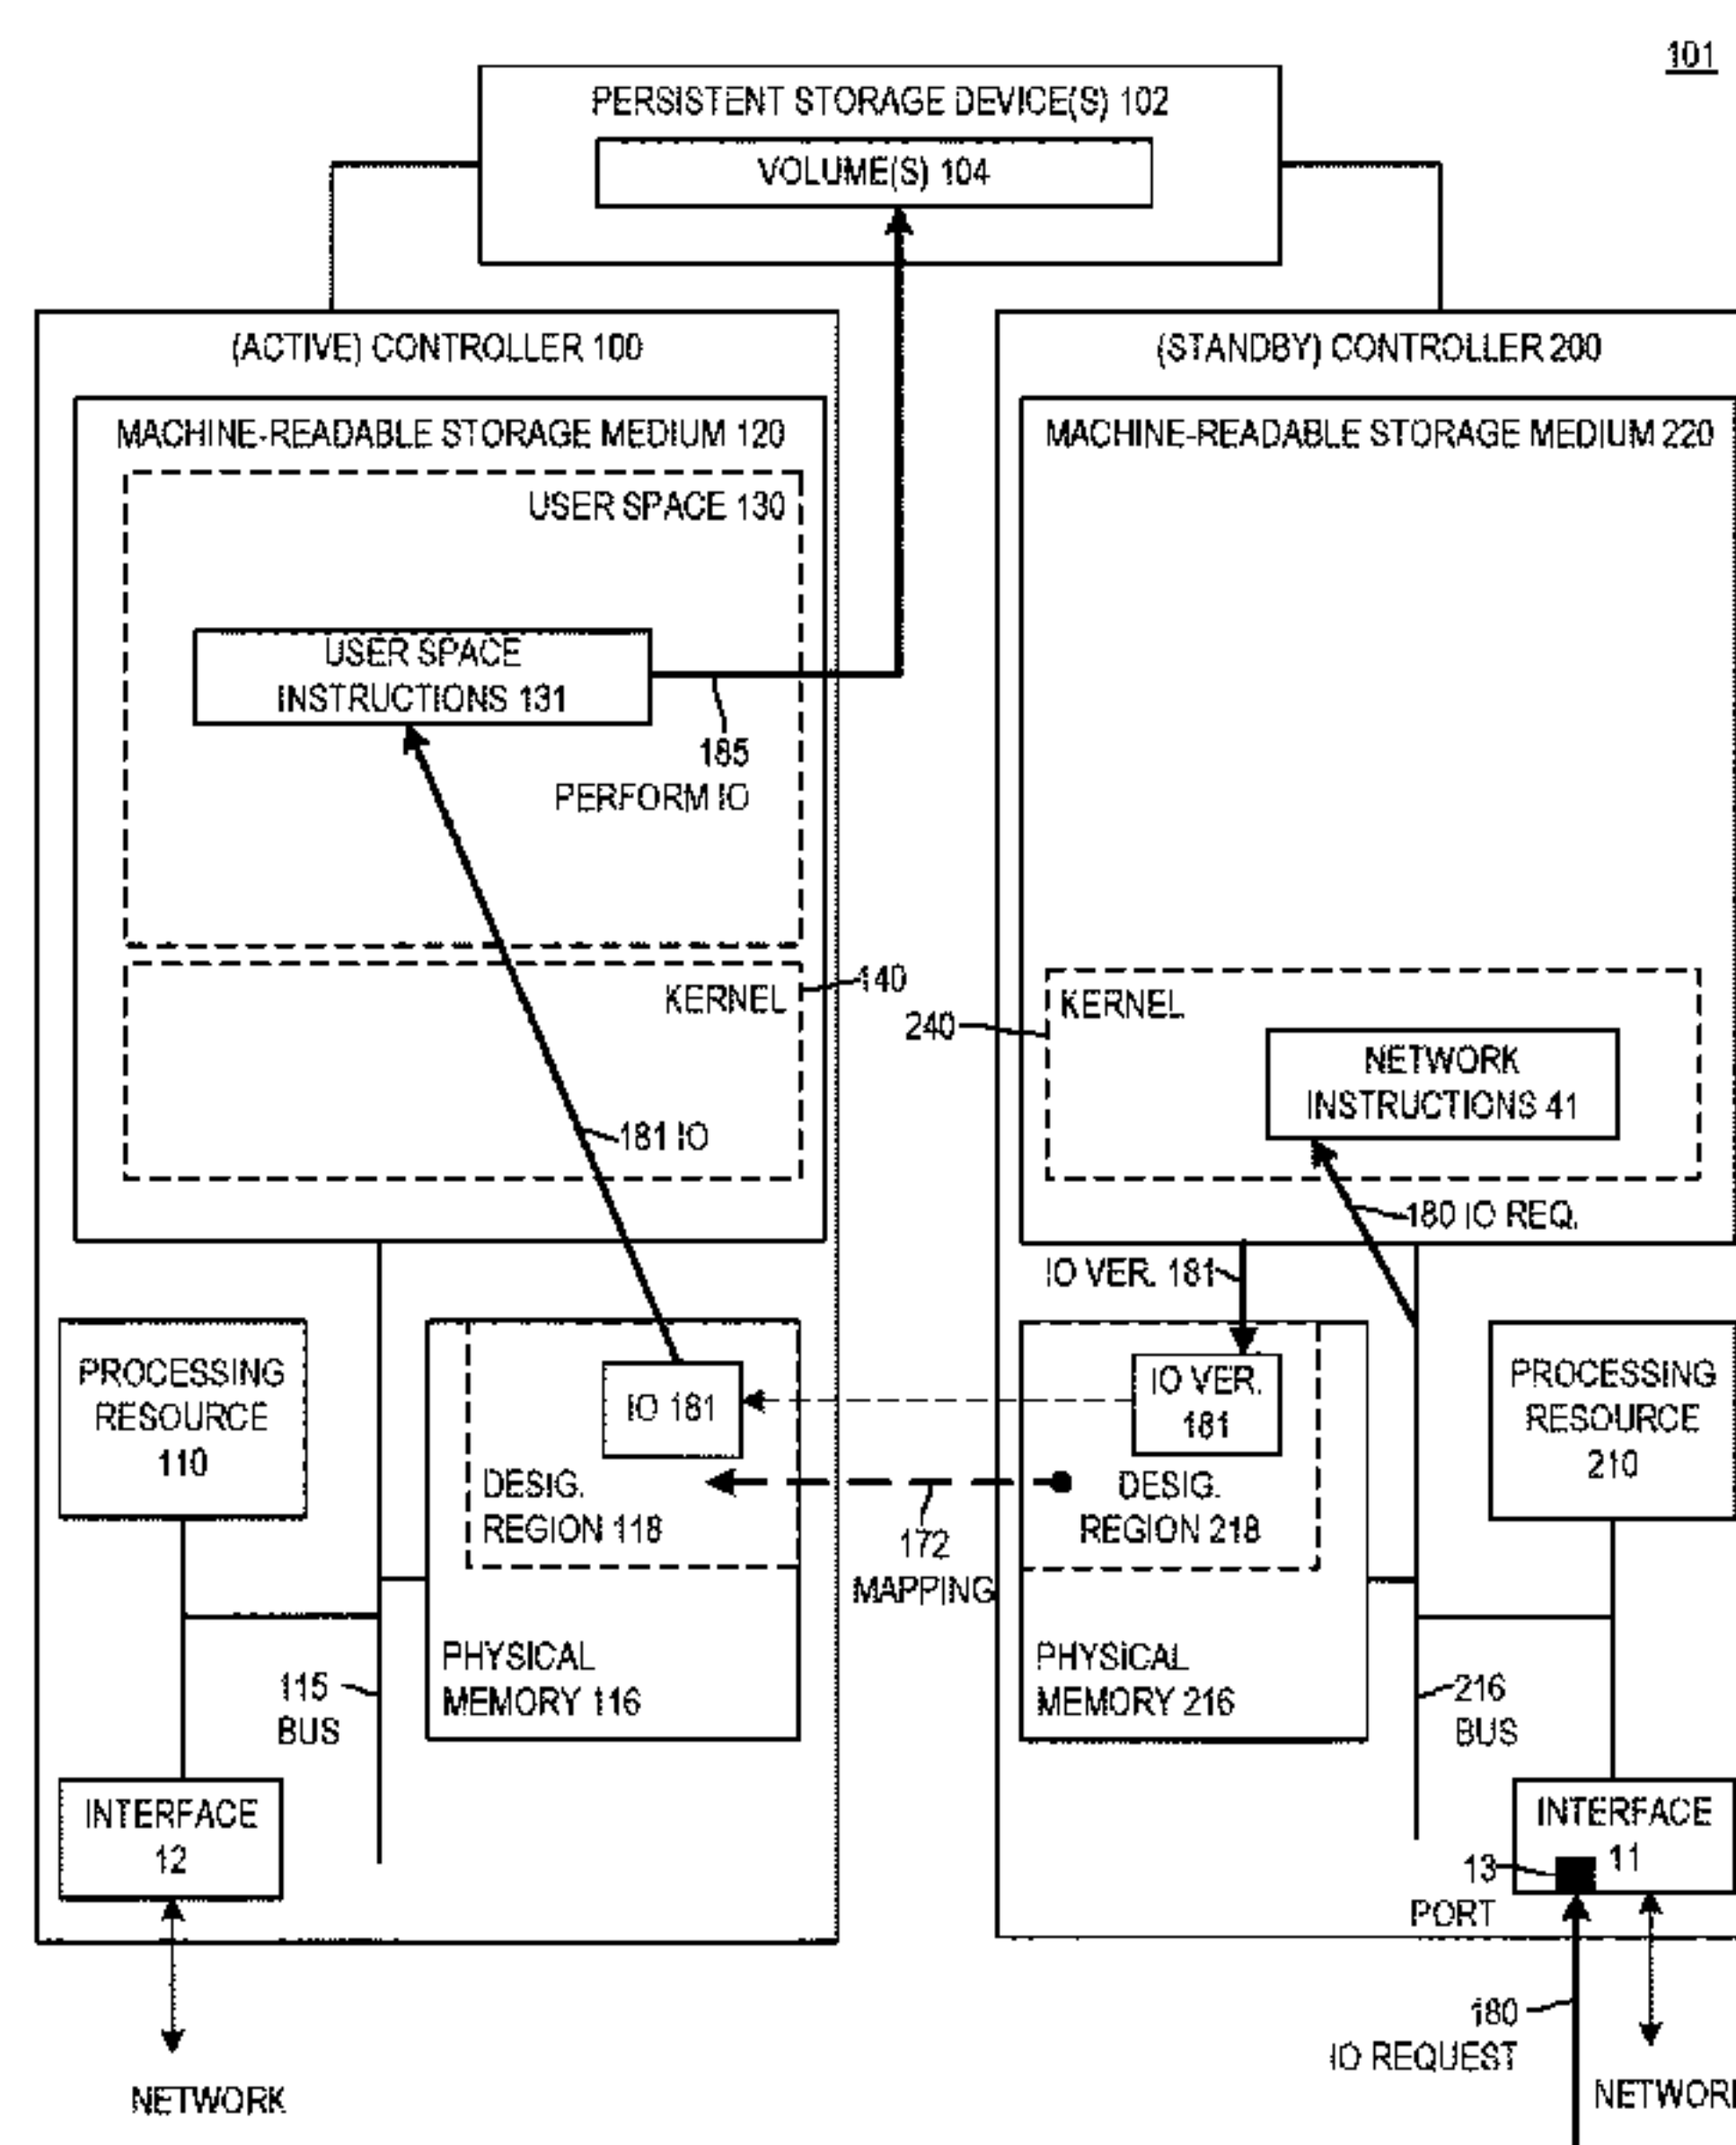 101
PERSISTENT STORAGE DEVICE(S) 102
VOLUME(S) 104
(ACTIVE) CONTROLLER 100
MACHINE-READABLE STORAGE MEDIUM 120
USER SPACE 130
USER SPACE
INSTRUCTIONS 131
185
PERFORM IO
KERNEL
140
181 IO
PROCESSING
RESOURCE
110
IO 181
DESIG.
REGION 118
PHYSICAL
MEMORY 116
115
BUS
INTERFACE
12
NETWORK
172
MAPPING
(STANDBY) CONTROLLER 200
MACHINE-READABLE STORAGE MEDIUM 220
240
KERNEL
NETWORK
INSTRUCTIONS 41
180 IO REQ.
IO VER. 181
IO VER.
181
DESIG.
REGION 218
PHYSICAL
MEMORY 216
PROCESSING
RESOURCE
210
216
BUS
INTERFACE
11
13
PORT
180
IO REQUEST
NETWORK